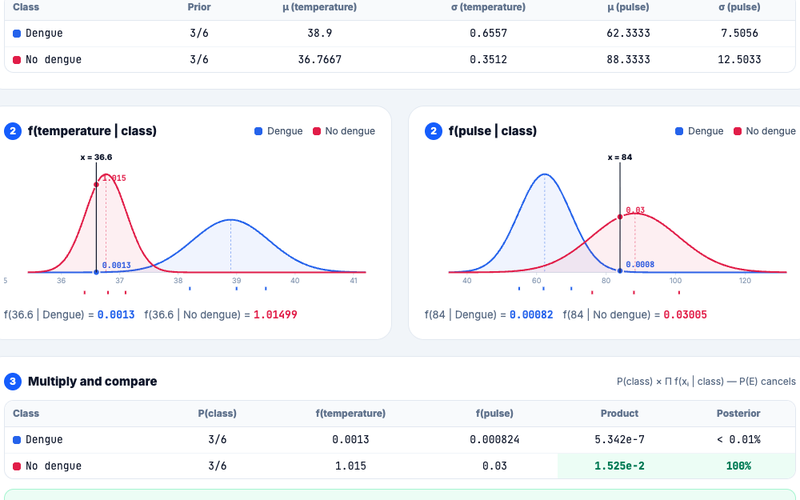 Class Prior μ (temperature) σ (temperature) μ (pulse) σ (pulse)
Dengue 3/6 38.9 0.6557 62.3333 7.5056
No dengue 3/6 36.7667 0.3512 88.3333 12.5033
2 f(temperature | class) Dengue No dengue
x = 36.6
1.015
0.0013
5 36 37 38 39 40 41
f(36.6 | Dengue) = 0.0013 f(36.6 | No dengue) = 1.01499
2 f(pulse | class) Dengue No dengue
x = 84
0.03
0.0008
40 60 80 100 120
f(84 | Dengue) = 0.00082 f(84 | No dengue) = 0.03005
3 Multiply and compare P(class) × Π f(xᵢ | class) — P(E) cancels
Class P(class) f(temperature) f(pulse) Product Posterior
Dengue 3/6 0.0013 0.000824 5.342e-7 < 0.01%
No dengue 3/6 1.015 0.03 1.525e-2 100%